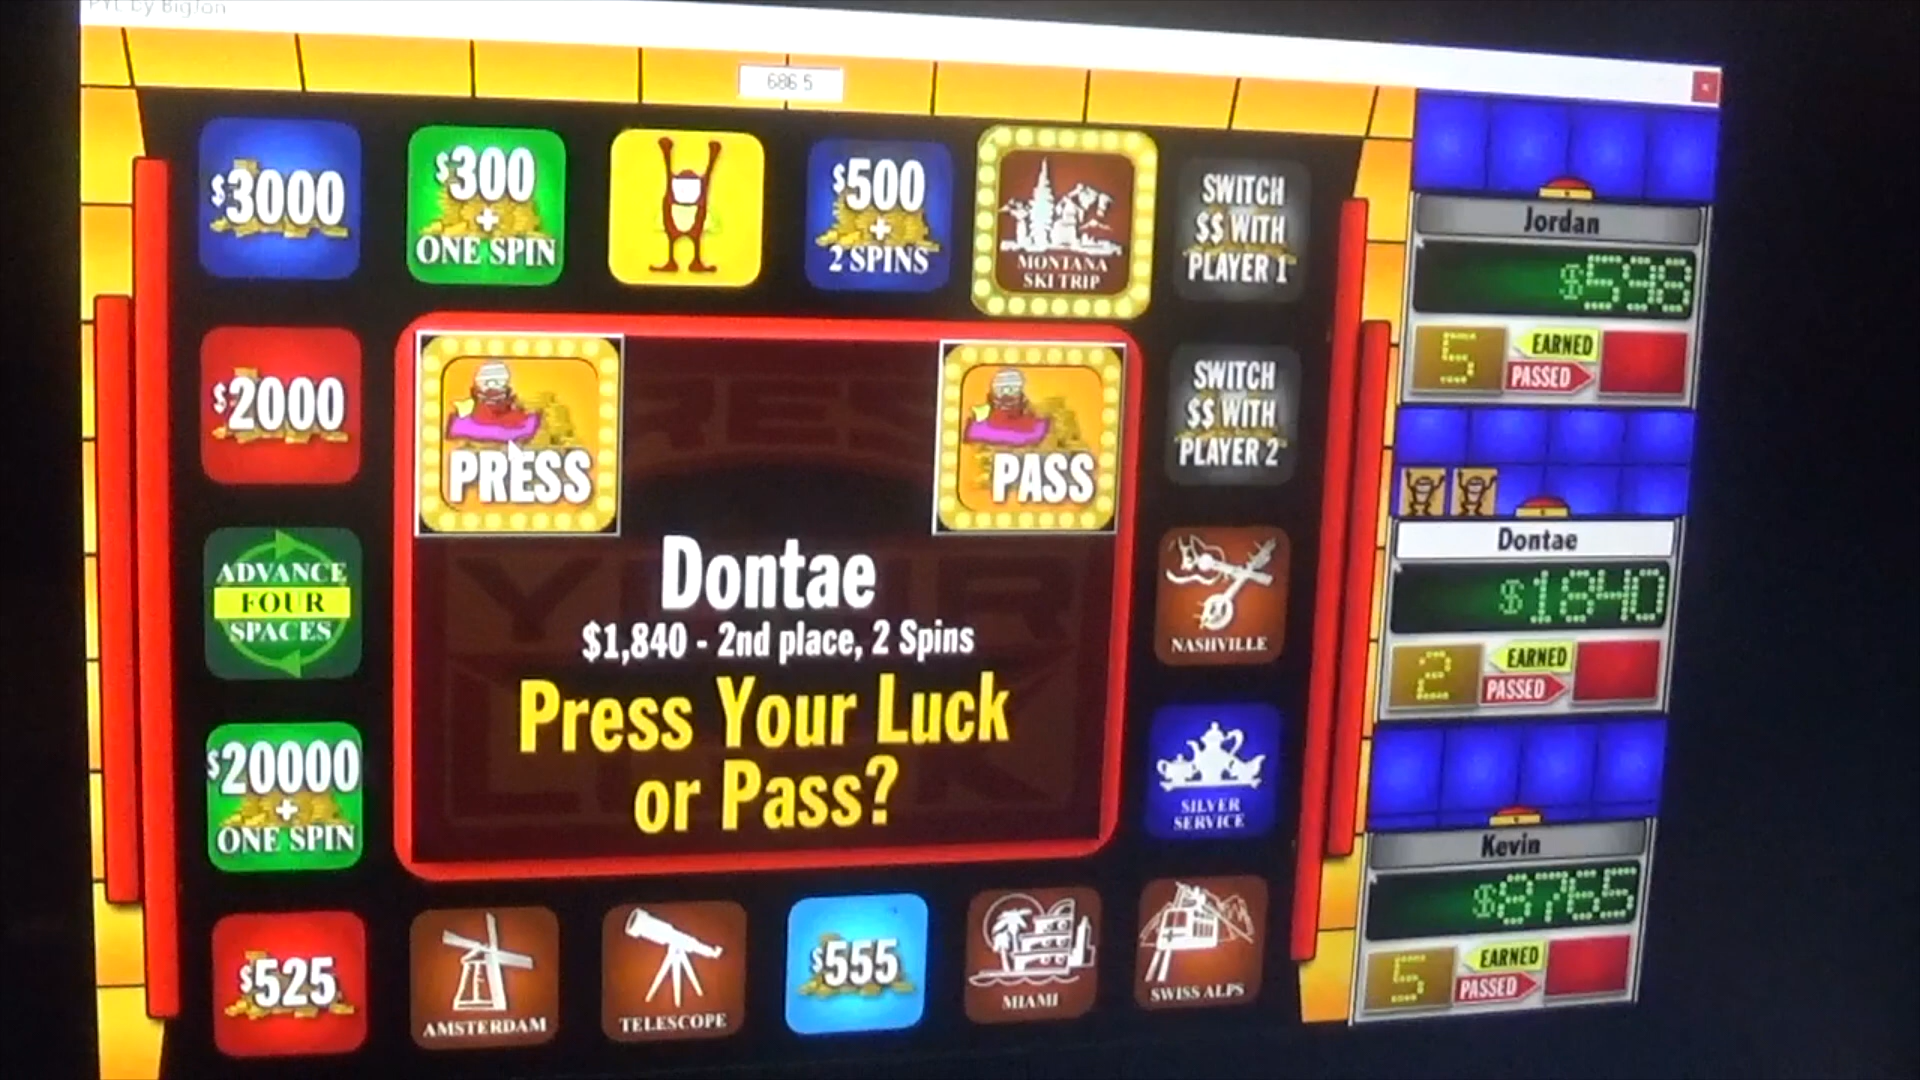 PYL by BigJon
686 5
$3000
$300
+
ONE SPIN
$500
+
2 SPINS
MONTANA
SKI TRIP
SWITCH
$$ WITH
PLAYER 1
$2000
SWITCH
$$ WITH
PLAYER 2
ADVANCE
FOUR
SPACES
NASHVILLE
$20000
+
ONE SPIN
SILVER
SERVICE
$525
AMSTERDAM
TELESCOPE
$555
MIAMI
SWISS ALPS
PRESS
PASS
Dontae
$1,840 - 2nd place, 2 Spins
Press Your Luck
or Pass?
Jordan
$598
5
EARNED
PASSED
Dontae
$1840
2
EARNED
PASSED
Kevin
$8765
EARNED
PASSED